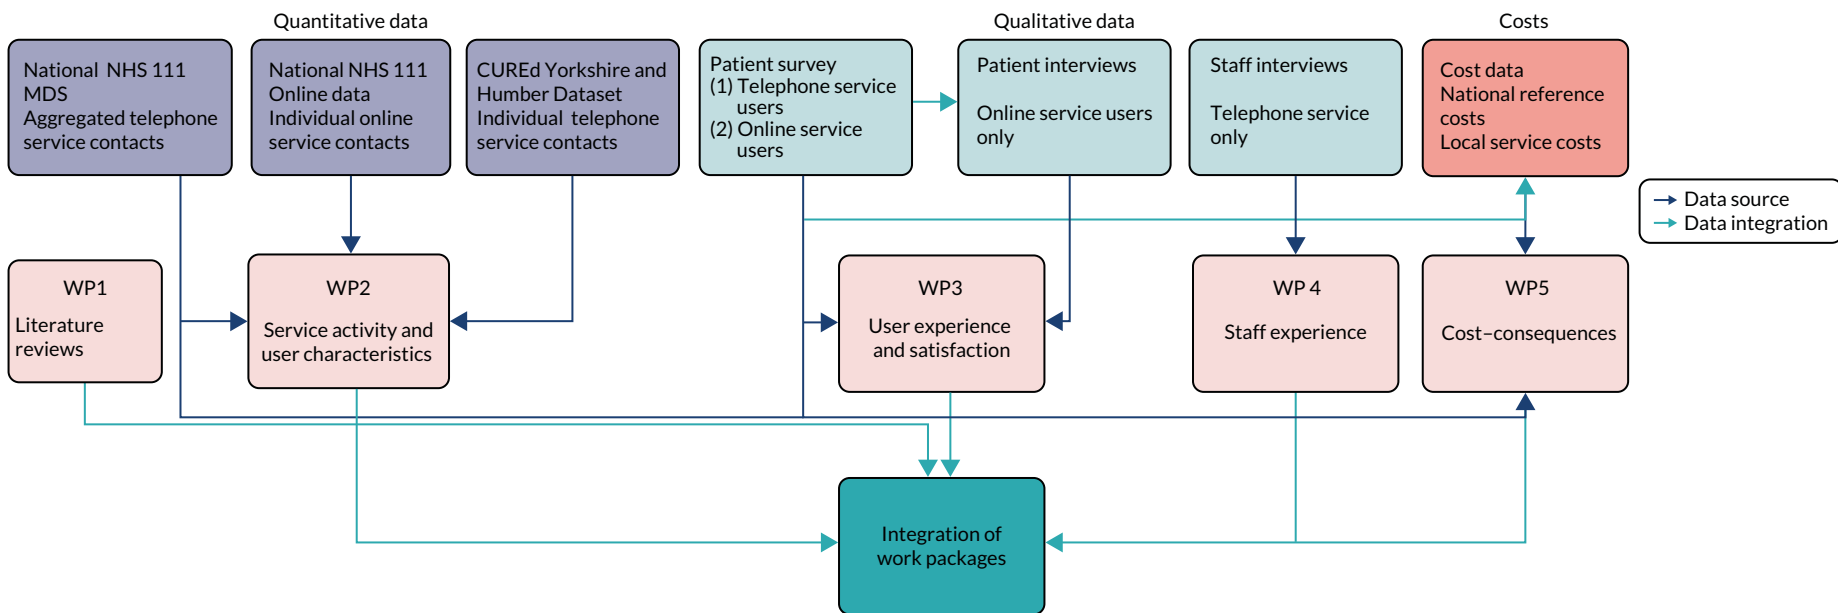 Quantitative data
Qualitative data
Costs
National NHS 111
MDS
Aggregated telephone
service contacts
National NHS 111
Online data
Individual online
service contacts
CUREd Yorkshire and
Humber Dataset
Individual telephone
service contacts
Patient survey
(1) Telephone service
users
(2) Online service
users
Patient interviews
Online service users
only
Staff interviews
Telephone service
only
Cost data
National reference
costs
Local service costs
Data source
Data integration
WP1
Literature
reviews
WP2
Service activity and
user characteristics
WP3
User experience
and satisfaction
WP 4
Staff experience
WP5
Cost–consequences
Integration of
work packages